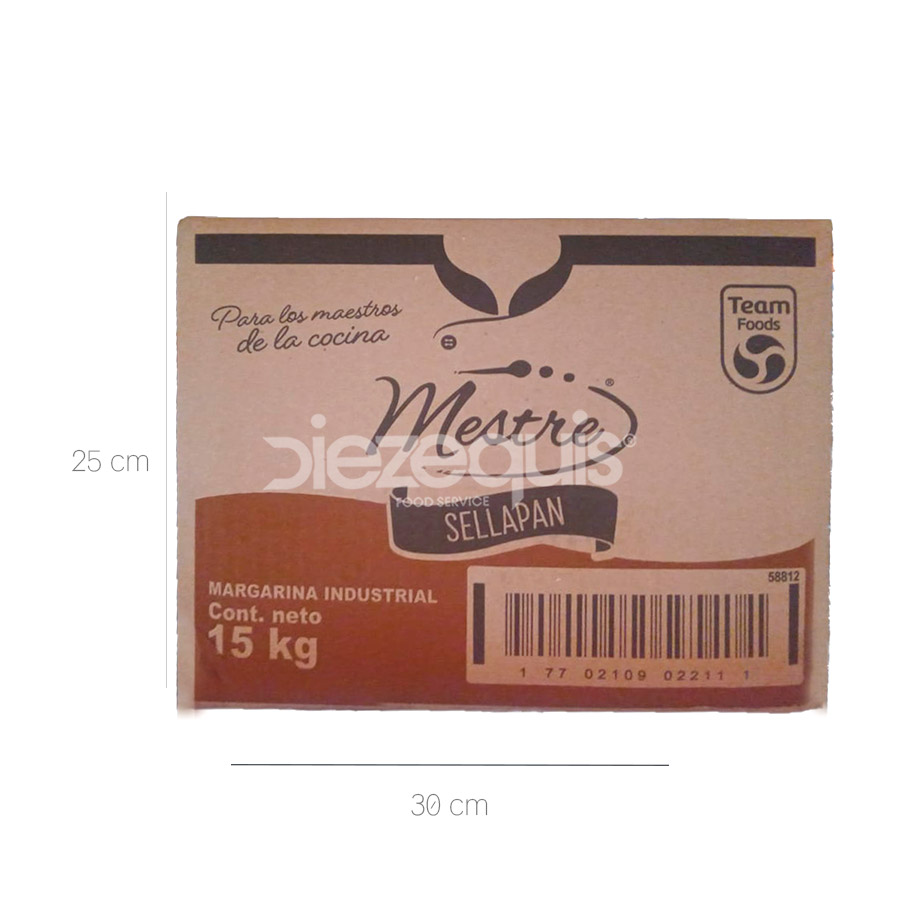 Para los maestros
de la cocina
Team
Foods
Mestre®
Diezequis®
FOOD SERVICE
SELLAPAN
25 cm
MARGARINA INDUSTRIAL
Cont. neto
15 kg
58812
1 77 02109 02211 1
30 cm